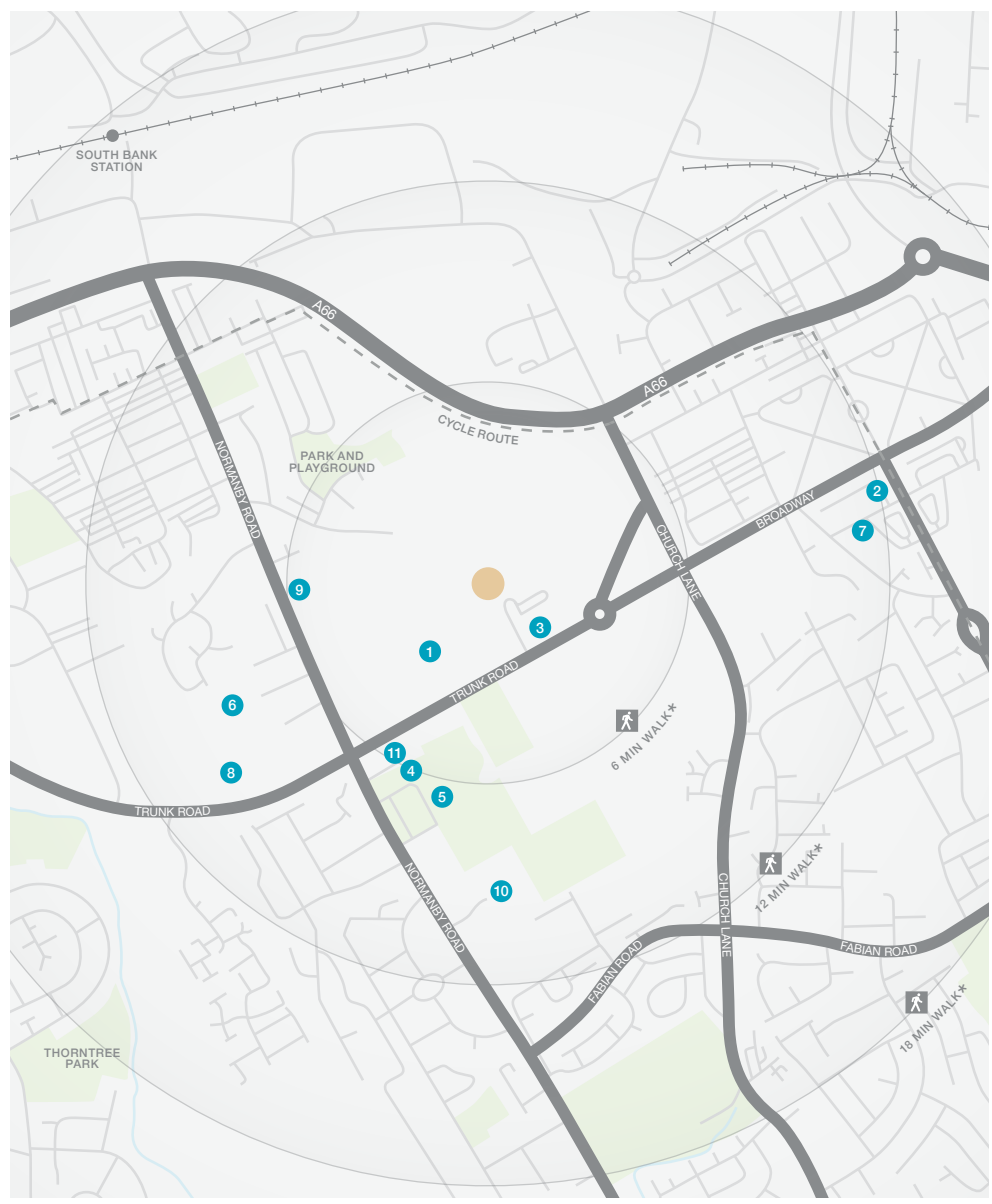 SOUTH BANK
STATION
A66
A66
CYCLE ROUTE
PARK AND
PLAYGROUND
NORMANBY ROAD
BROADWAY
2
7
CHURCH LANE
9
3
1
TRUNK ROAD
6
6 MIN WALK*
11
4
8
5
TRUNK ROAD
12 MIN WALK*
10
NORMANBY ROAD
CHURCH LANE
FABIAN ROAD
FABIAN ROAD
18 MIN WALK*
THORNTREE
PARK